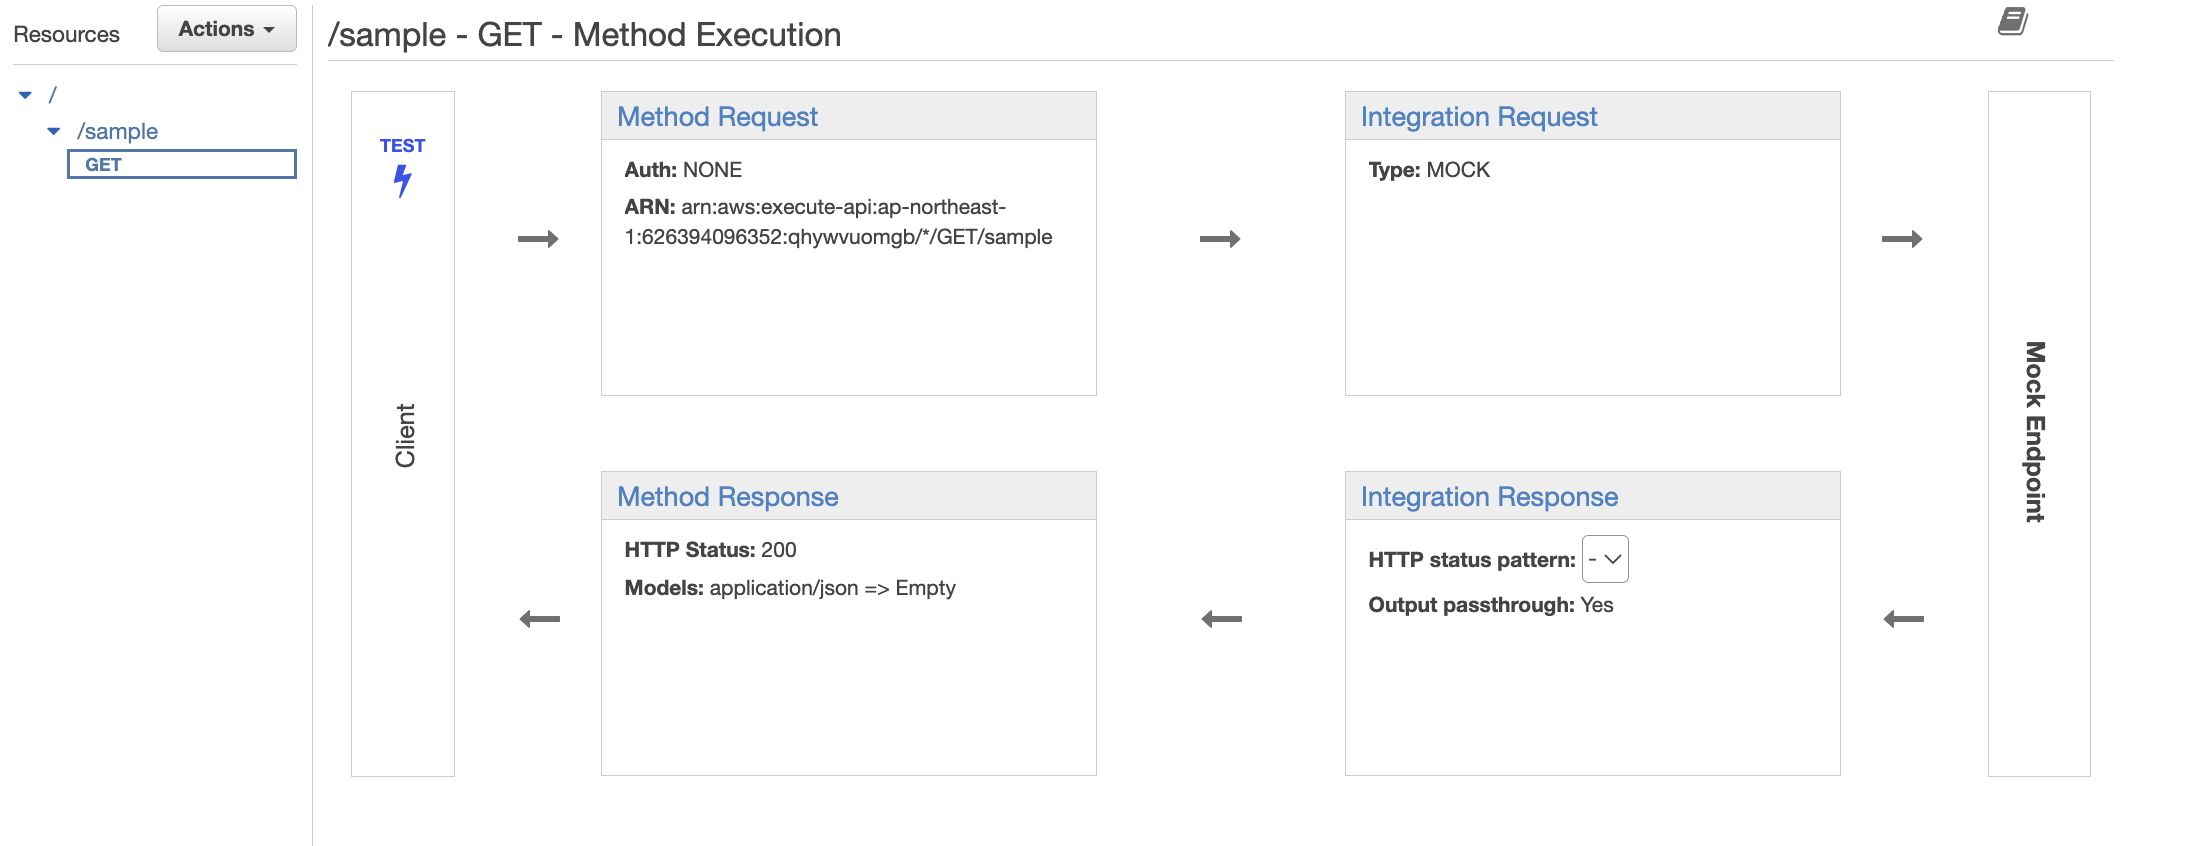 Resources
Actions
/
/sample
GET
/sample - GET - Method Execution
TEST
Client
Method Request
Auth: NONE
ARN: arn:aws:execute-api:ap-northeast-
1:626394096352:qhywvuomgb/*/GET/sample
Integration Request
Type: MOCK
Mock Endpoint
Method Response
HTTP Status: 200
Models: application/json => Empty
Integration Response
HTTP status pattern: -
Output passthrough: Yes